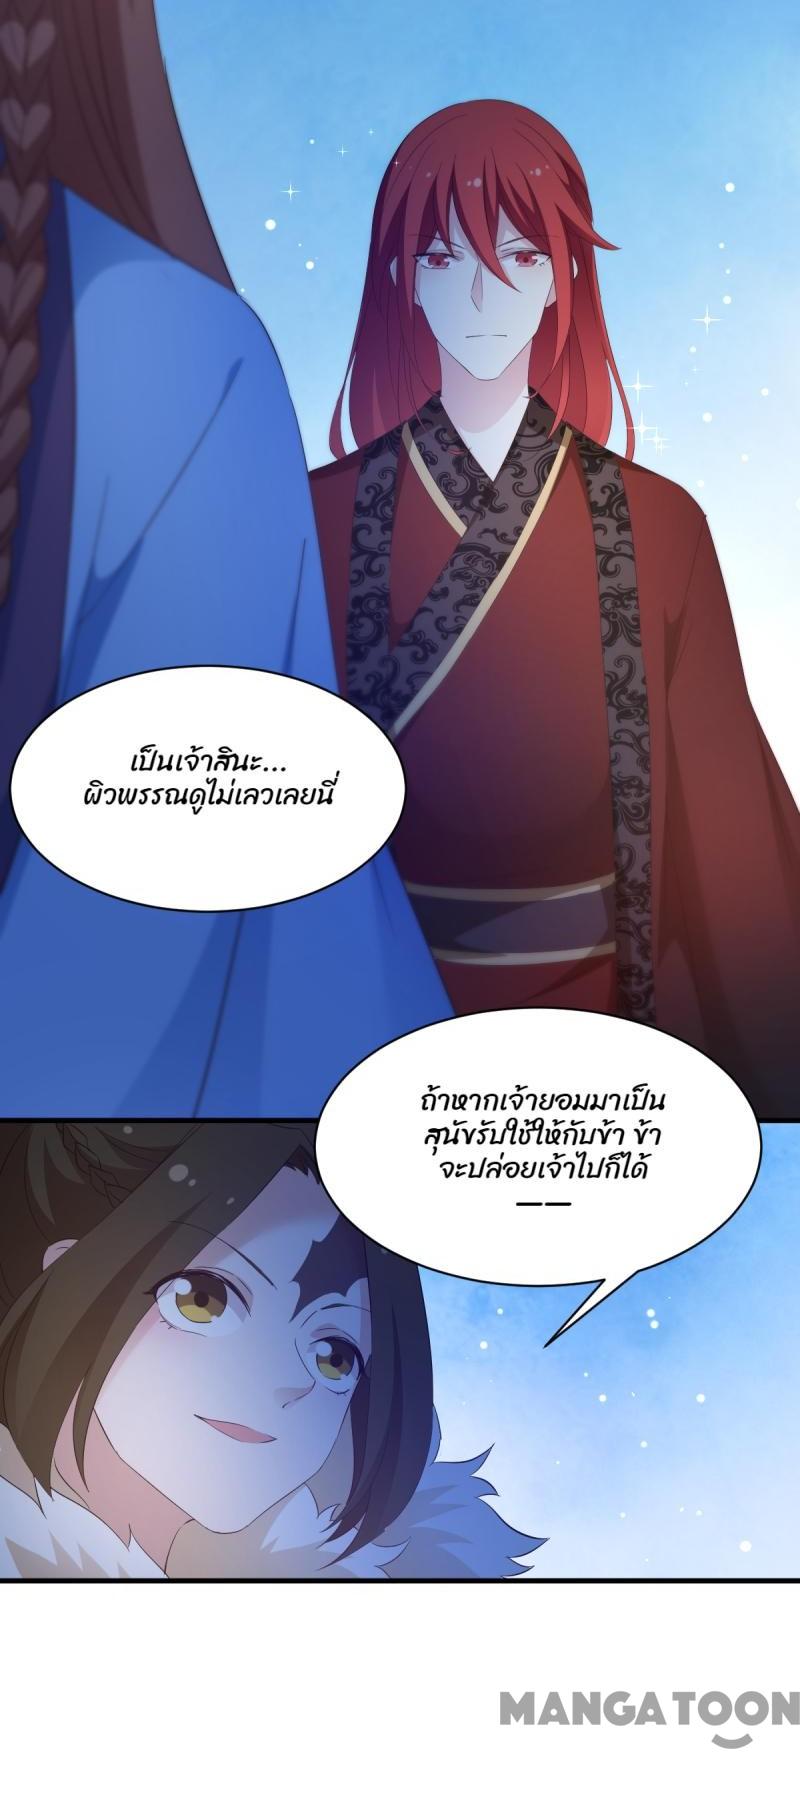 เป็นเจ้าสินะ...
ผิวพรรณดูไม่เลวเลยนี่
ถ้าหากเจ้ายอมมาเป็น
สุนัขรับใช้ให้กับข้า ข้า
จะปล่อยเจ้าไปก็ได้
——
MANGATOON